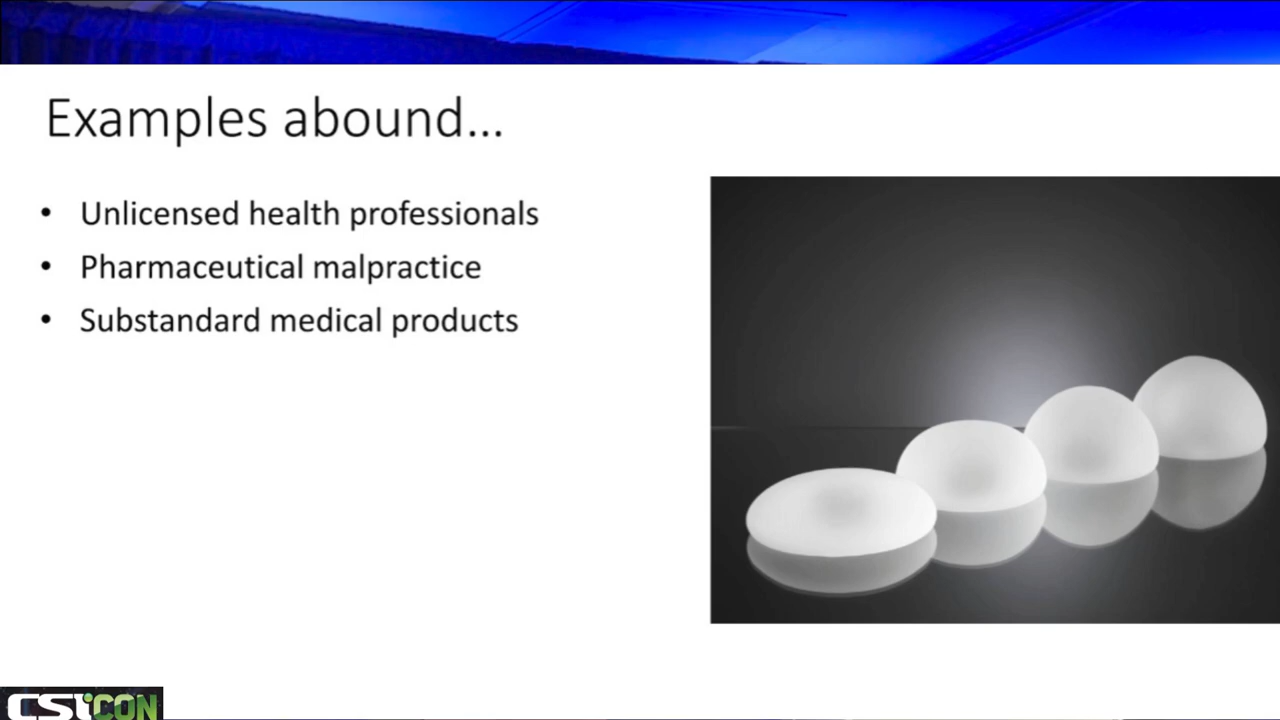 Examples abound...
• Unlicensed health professionals
• Pharmaceutical malpractice
• Substandard medical products
CSICON